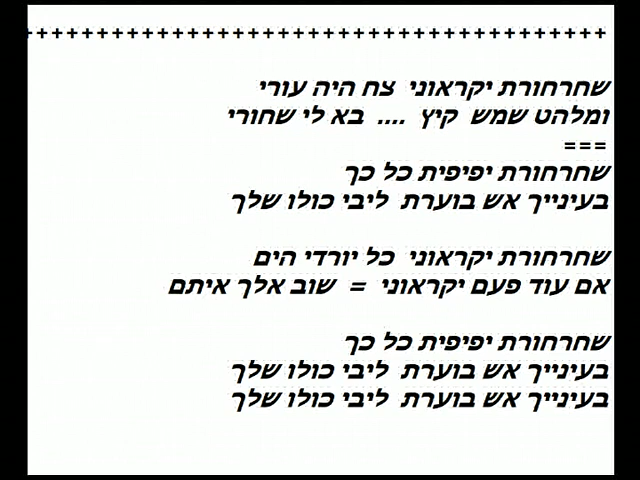 +++++++++++++++++++++++++++++++++++++++
שחרחורת יקראוני צח היה עורי
ומלהט שמש קיץ .... בא לי שחורי
===
שחרחורת יפיפית כל כך
בעינייך אש בוערת ליבי כולו שלך
שחרחורת יקראוני כל יורדי הים
אם עוד פעם יקראוני = שוב אלך איתם
שחרחורת יפיפית כל כך
בעינייך אש בוערת ליבי כולו שלך
בעינייך אש בוערת ליבי כולו שלך